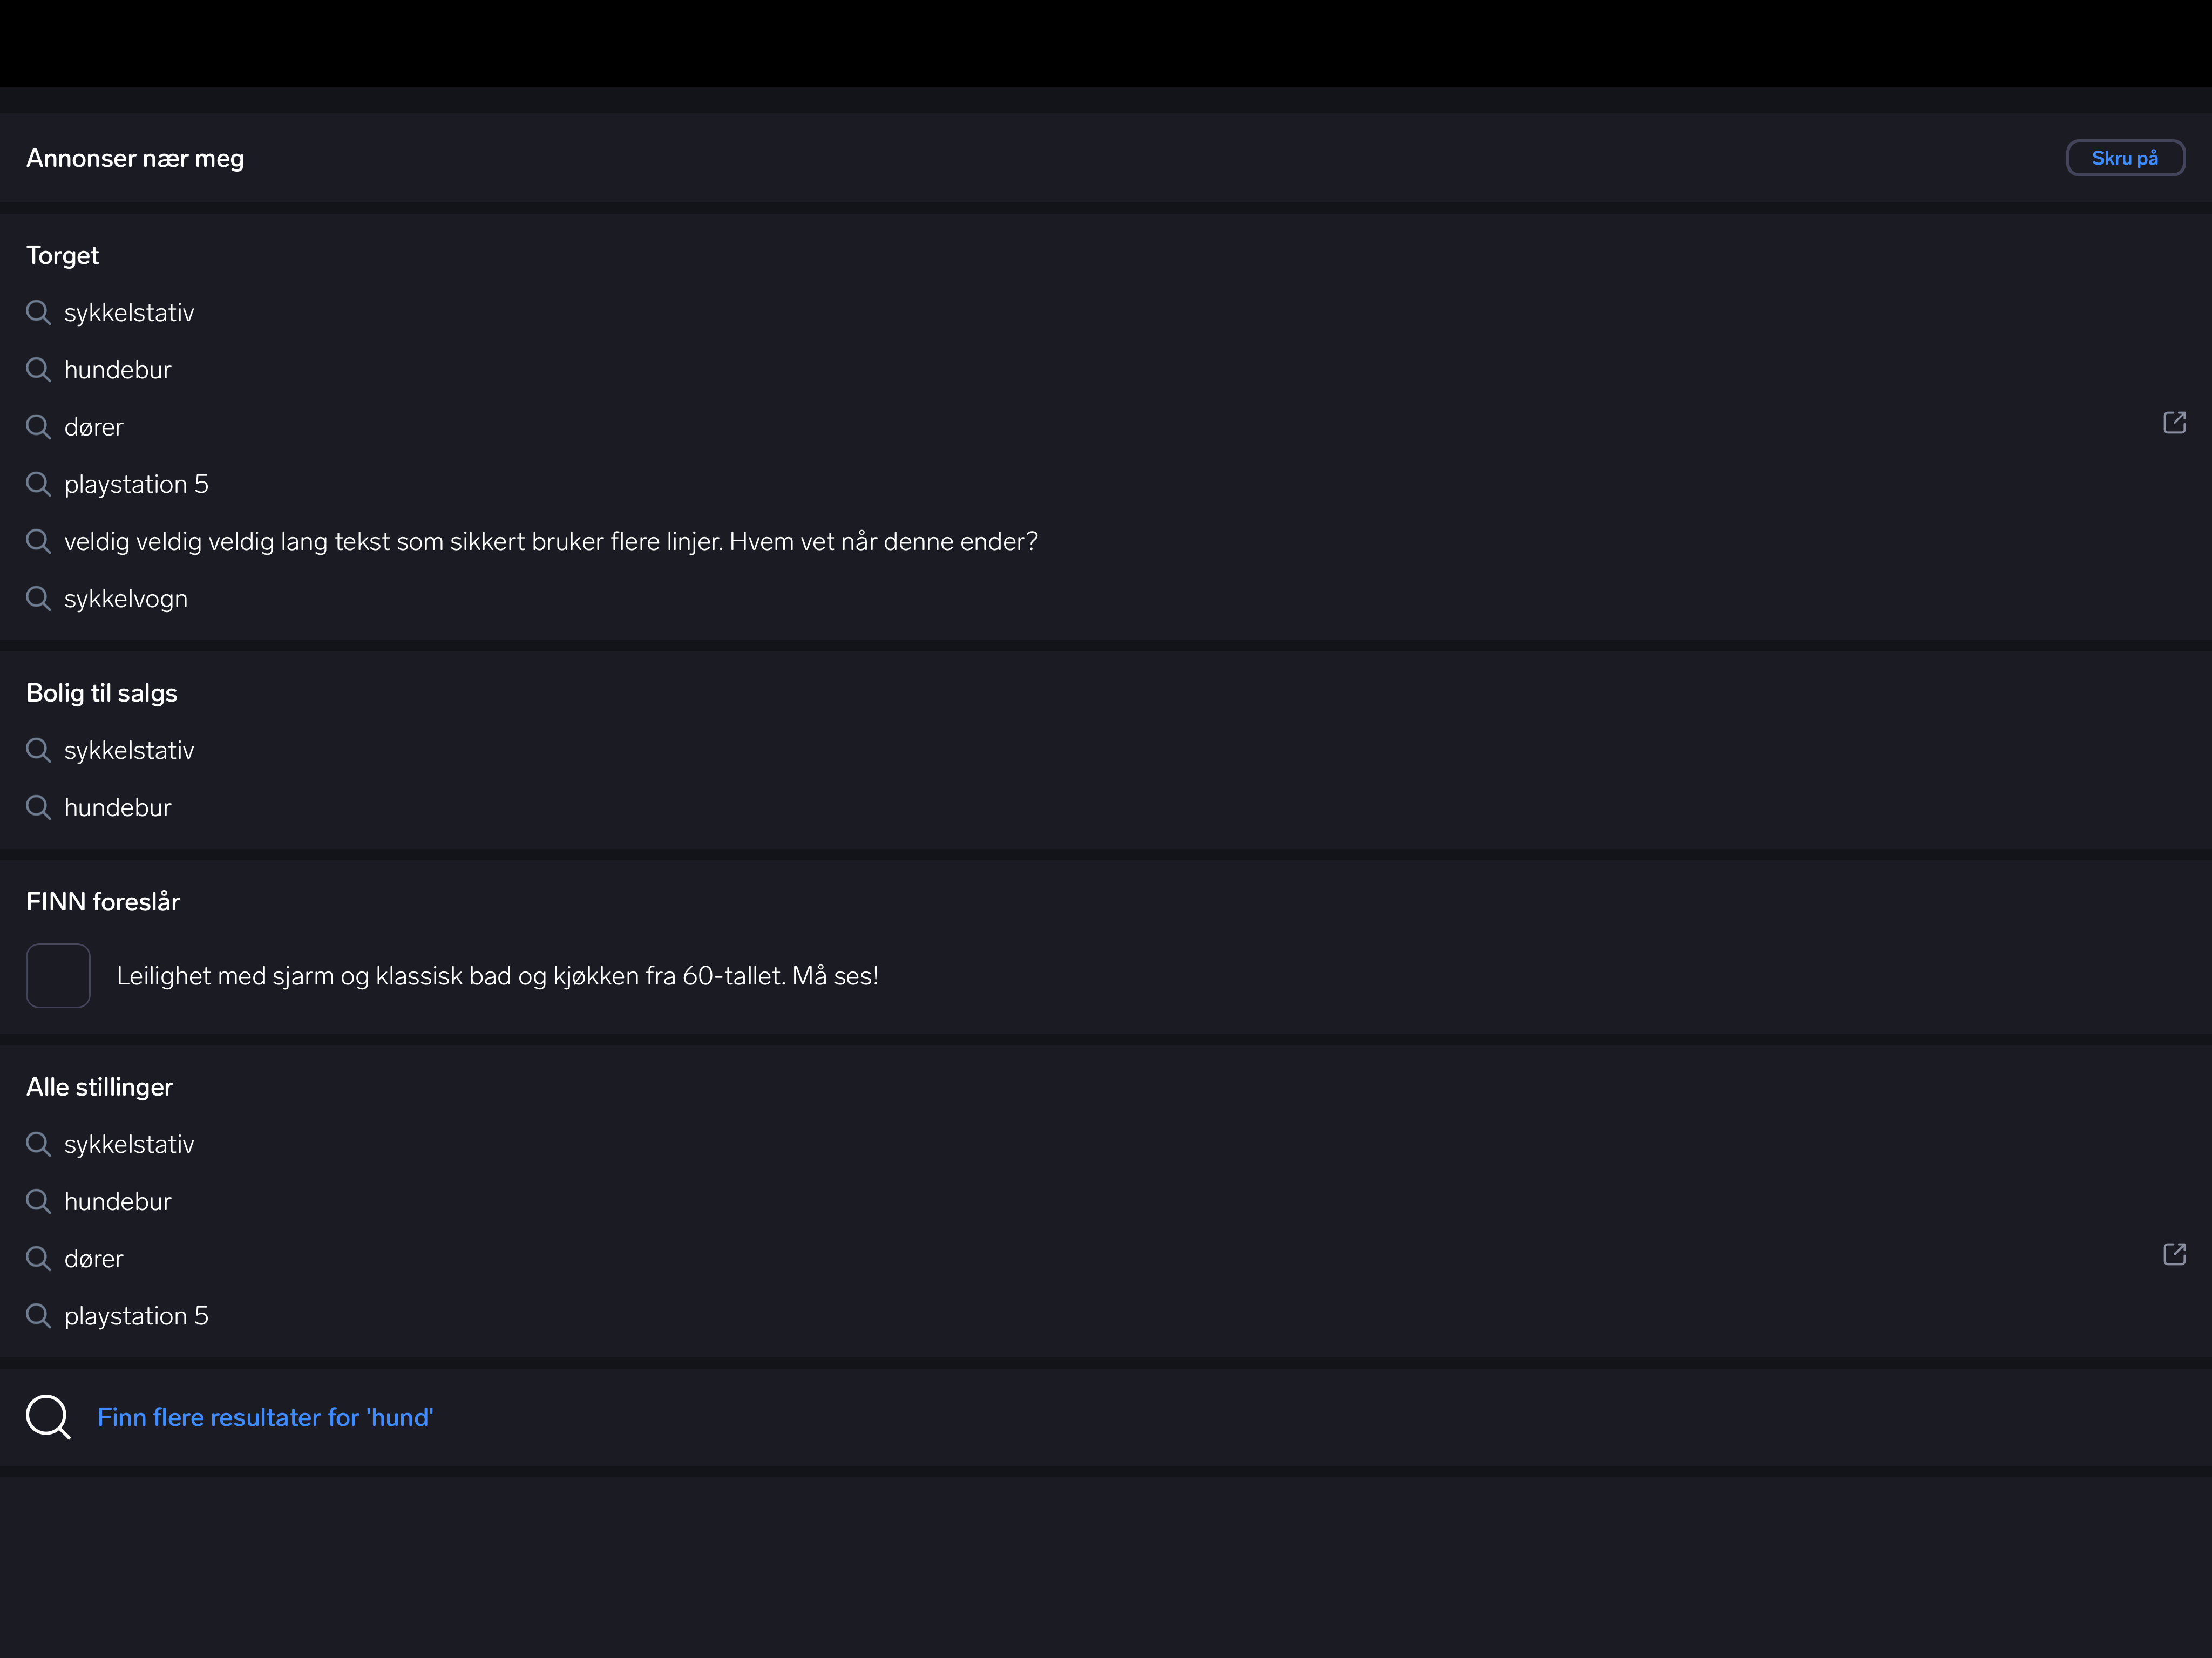 Annonser nær meg
Skru på
Torget
sykkelstativ
hundebur
dører
playstation 5
veldig veldig veldig lang tekst som sikkert bruker flere linjer. Hvem vet når denne ender?
sykkelvogn
Bolig til salgs
sykkelstativ
hundebur
FINN foreslår
Leilighet med sjarm og klassisk bad og kjøkken fra 60-tallet. Må ses!
Alle stillinger
sykkelstativ
hundebur
dører
playstation 5
Finn flere resultater for 'hund'